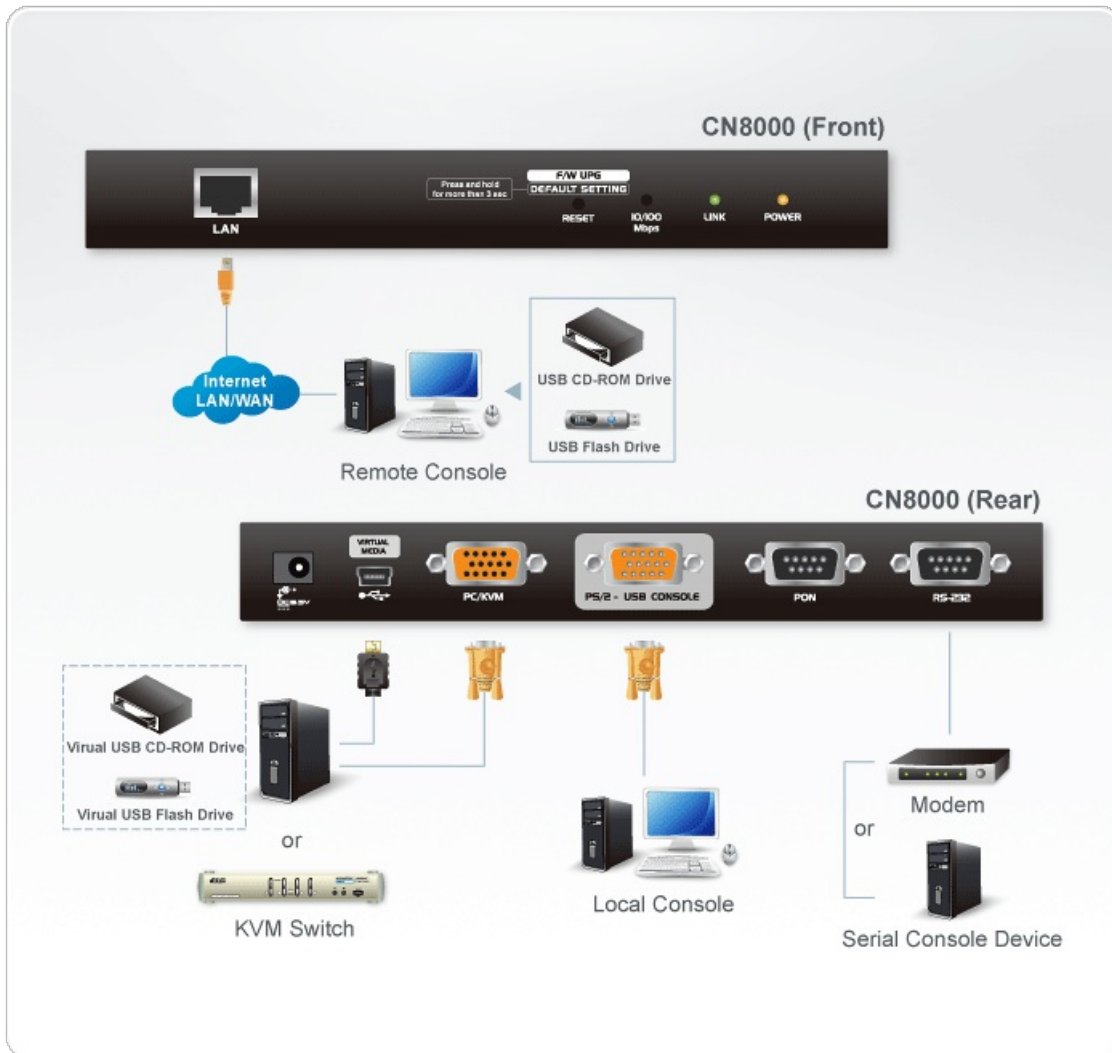 CN8000 (Front)
Press and hold
for more than 3 sec
F/W UPG
DEFAULT SETTING
LAN
RESET
10/100
Mbps
LINK
POWER
Internet
LAN/WAN
USB CD-ROM Drive
USB Flash Drive
Remote Console
CN8000 (Rear)
VIRTUAL
MEDIA
PC/KVM
PS/2 - USB CONSOLE
PON
RS-232
Virual USB CD-ROM Drive
Virual USB Flash Drive
or
KVM Switch
Local Console
Modem
or
Serial Console Device